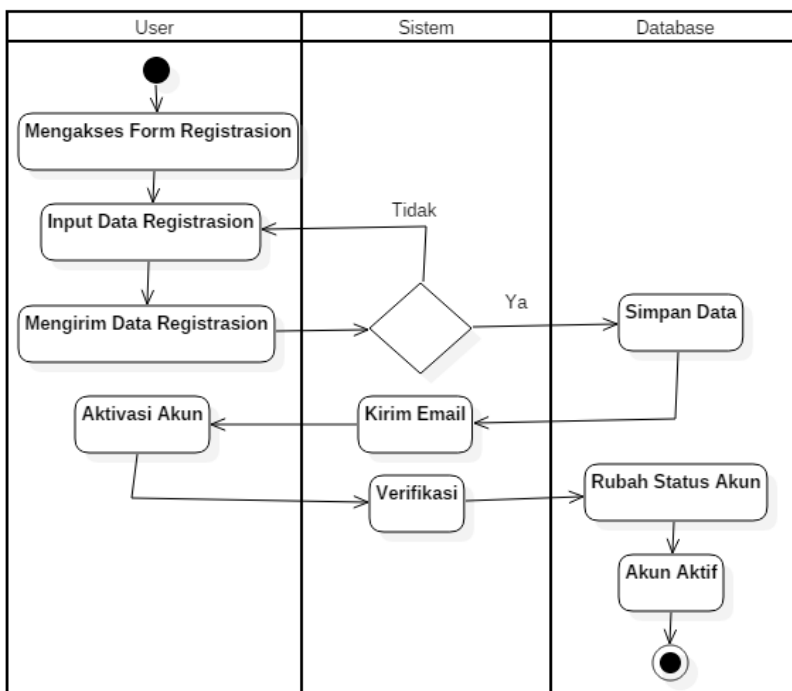 User
Sistem
Database
Mengakses Form Registrasion
Input Data Registrasion
Tidak
Mengirim Data Registrasion
Ya
Simpan Data
Aktivasi Akun
Kirim Email
Verifikasi
Rubah Status Akun
Akun Aktif